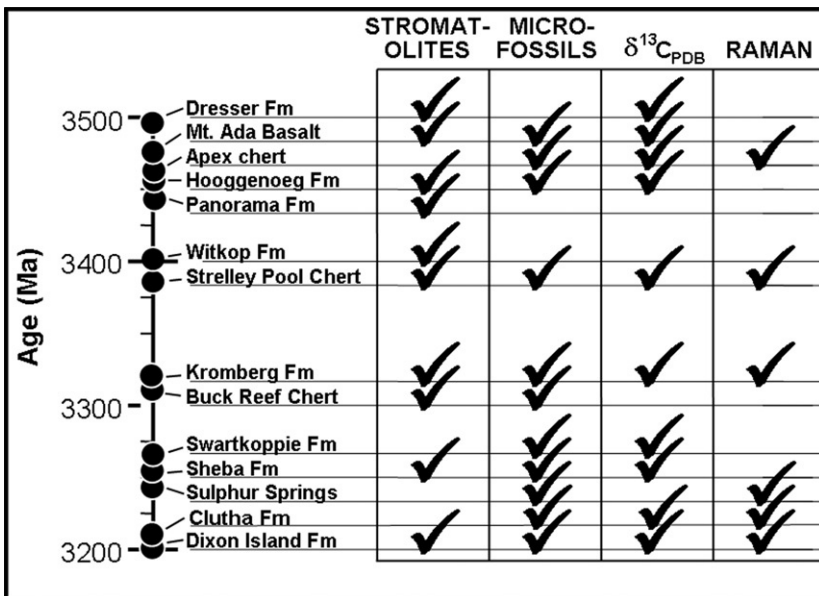 STROMAT-
OLITES
MICRO-
FOSSILS
δ¹³C_PDB
RAMAN
Age (Ma)
3500
3400
3300
3200
Dresser Fm
Mt. Ada Basalt
Apex chert
Hooggenoeg Fm
Panorama Fm
Witkop Fm
Strelley Pool Chert
Kromberg Fm
Buck Reef Chert
Swartkoppie Fm
Sheba Fm
Sulphur Springs
Clutha Fm
Dixon Island Fm